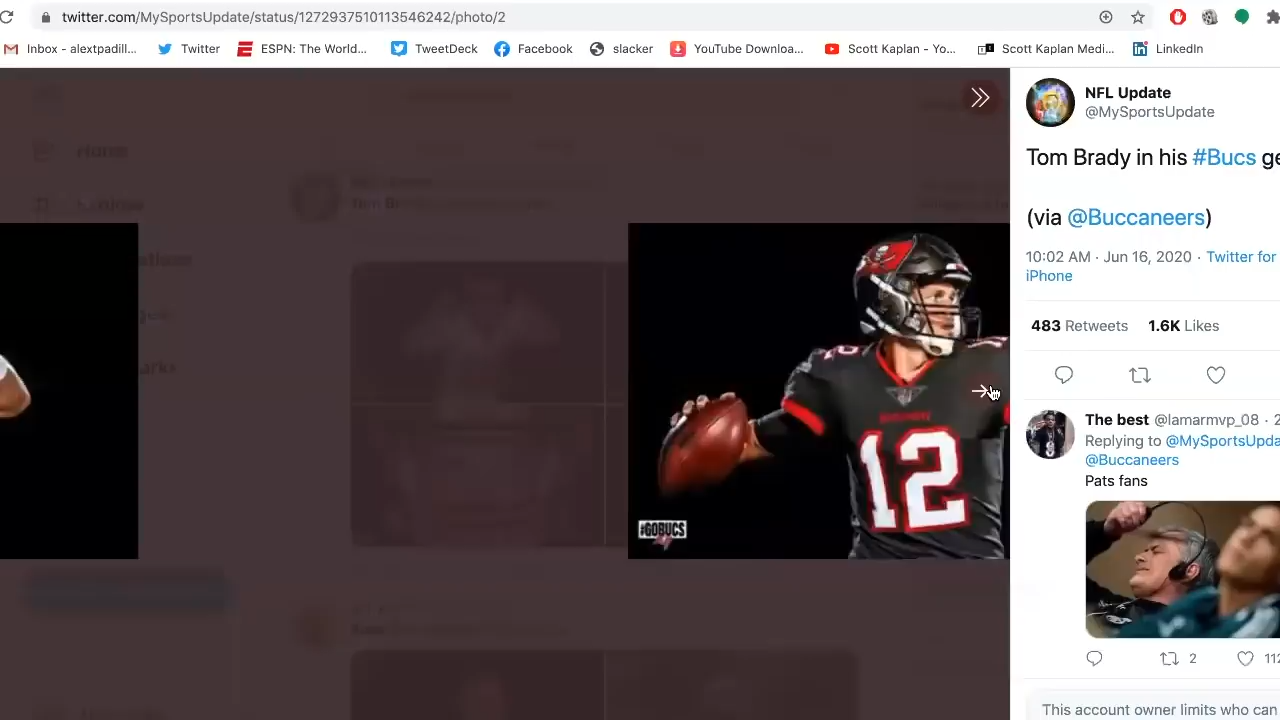 twitter.com/MySportsUpdate/status/1272937510113546242/photo/2
Inbox - alextpadill...
Twitter
ESPN: The World...
TweetDeck
Facebook
slacker
YouTube Downloa...
Scott Kaplan - Yo...
Scott Kaplan Medi...
LinkedIn
NFL Update
@MySportsUpdate
Tom Brady in his #Bucs ge
(via @Buccaneers)
10:02 AM · Jun 16, 2020 · Twitter for
iPhone
483 Retweets 1.6K Likes
The best @lamarmvp_08 · 2
Replying to @MySportsUpda
@Buccaneers
Pats fans
2
112
This account owner limits who can
Home
12
#GOBUCS